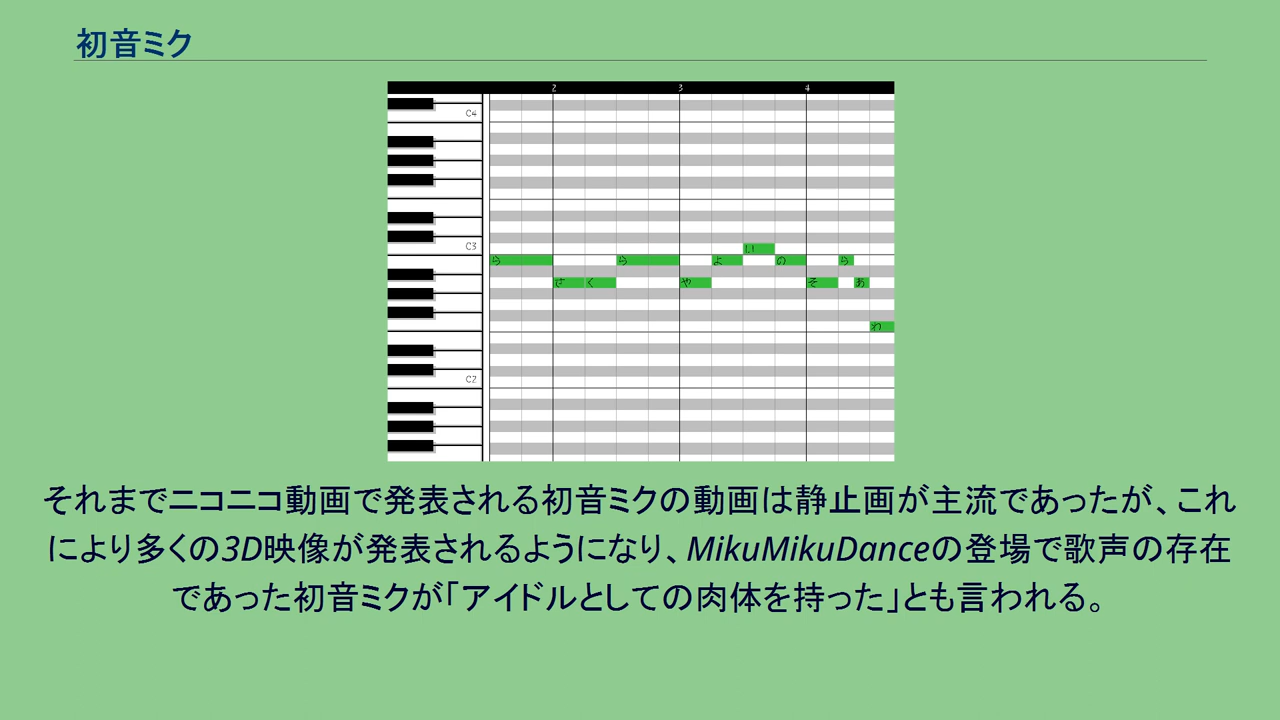 初音ミク
2 3 4
C4
C3
い
ら ら よ の ら
さ く や そ あ
わ
C2
それまでニコニコ動画で発表される初音ミクの動画は静止画が主流であったが、これ
により多くの3D映像が発表されるようになり、MikuMikuDanceの登場で歌声の存在
であった初音ミクが「アイドルとしての肉体を持った」とも言われる。